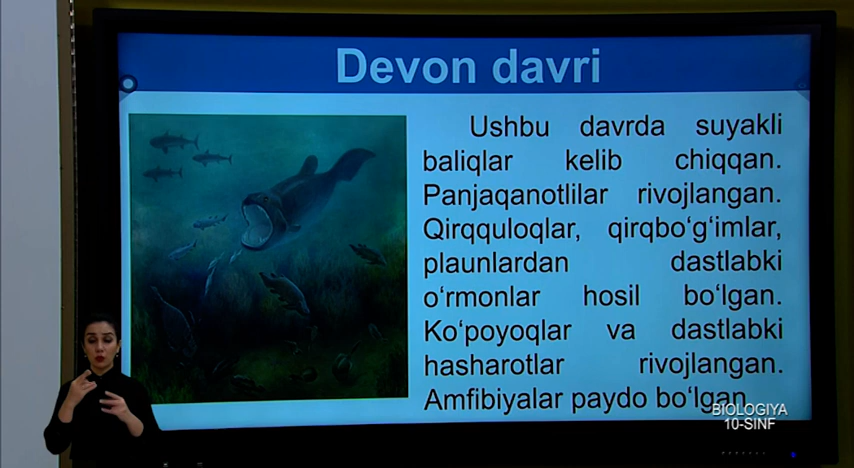 Devon davri
Ushbu davrda suyakli
baliqlar kelib chiqqan.
Panjaqanotlilar rivojlangan.
Qirqquloqlar, qirqbo‘g‘imlar,
plaunlardan dastlabki
o‘rmonlar hosil bo‘lgan.
Ko‘poyoqlar va dastlabki
hasharotlar rivojlangan.
Amfibiyalar paydo bo‘lgan
BIOLOGIYA
10-SINF